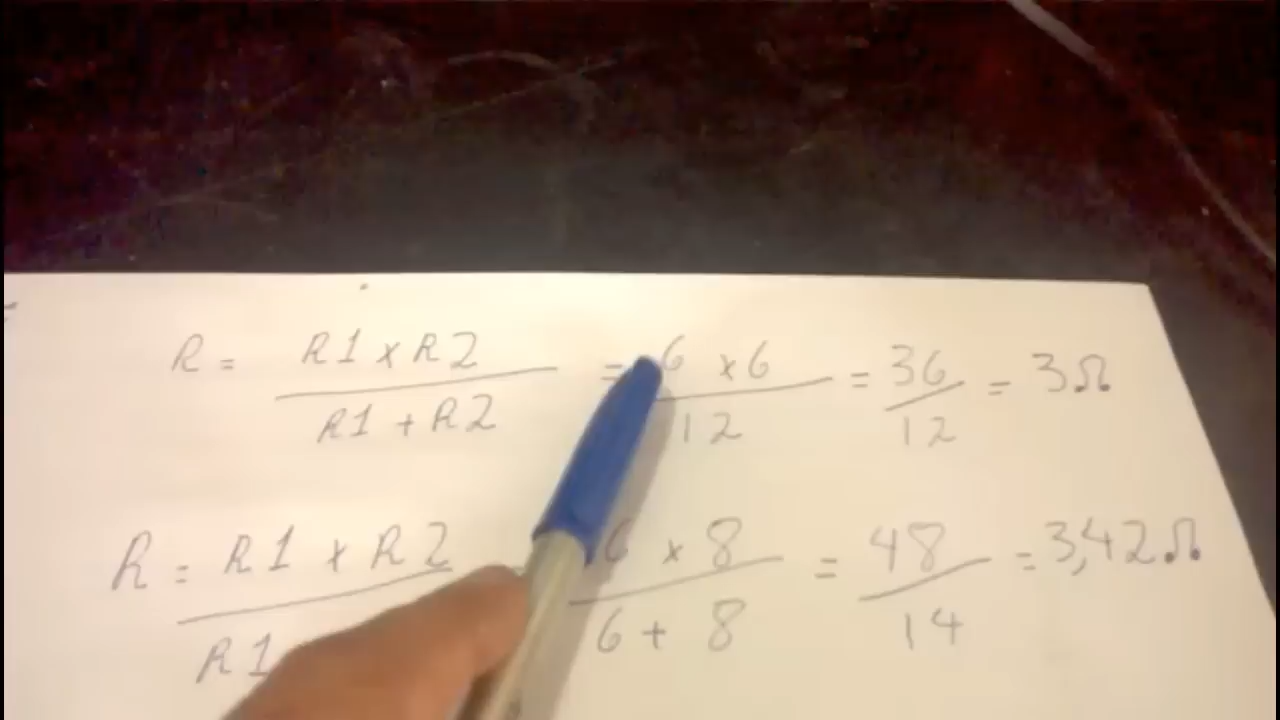 R = R1 x R2 = 6 x 6 = 36 = 3Ω
R1 + R2 12 12
R = R1 x R2 6 x 8 = 48 = 3,42Ω
R1 6 + 8 14